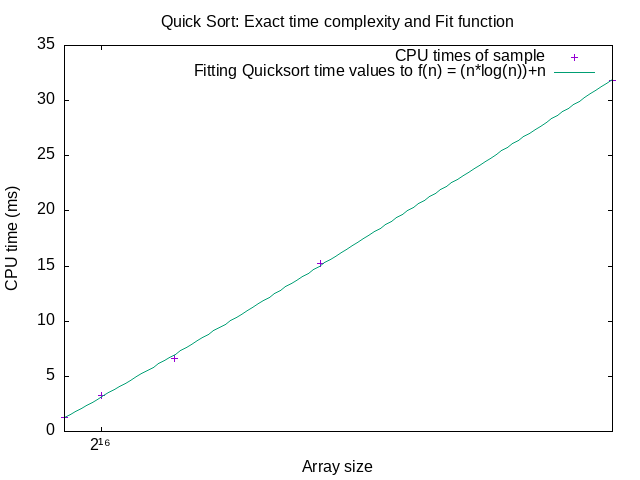 Quick Sort: Exact time complexity and Fit function
35
30
25
20
15
10
5
0
CPU time (ms)
CPU times of sample
Fitting Quicksort time values to f(n) = (n*log(n))+n
2¹⁶
Array size